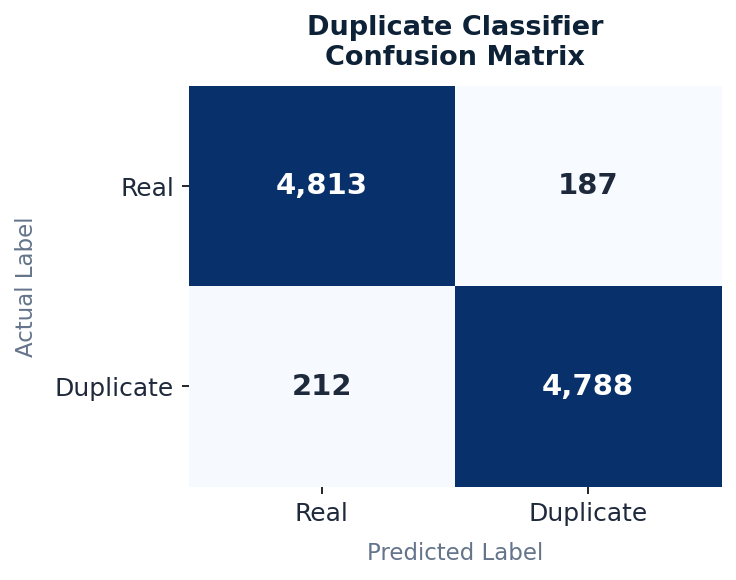 Duplicate Classifier
Confusion Matrix
Actual Label
Real
4,813
187
Duplicate
212
4,788
Real
Duplicate
Predicted Label